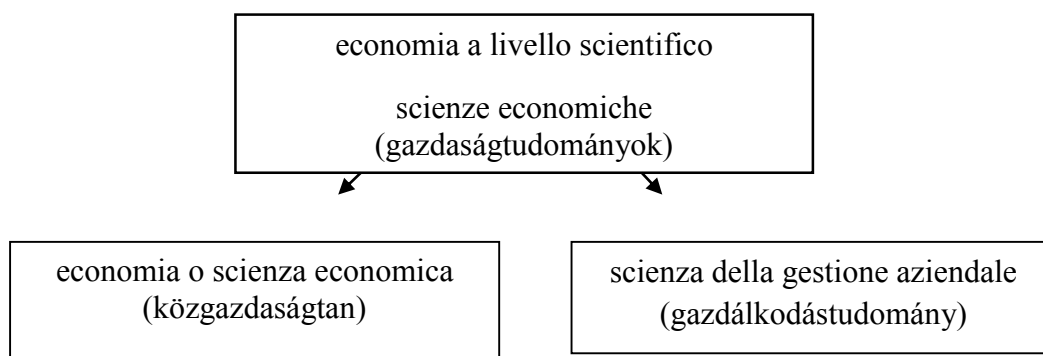 economia a livello scientifico
scienze economiche
(gazdaságtudományok)
economia o scienza economica
(közgazdaságtan)
scienza della gestione aziendale
(gazdálkodástudomány)